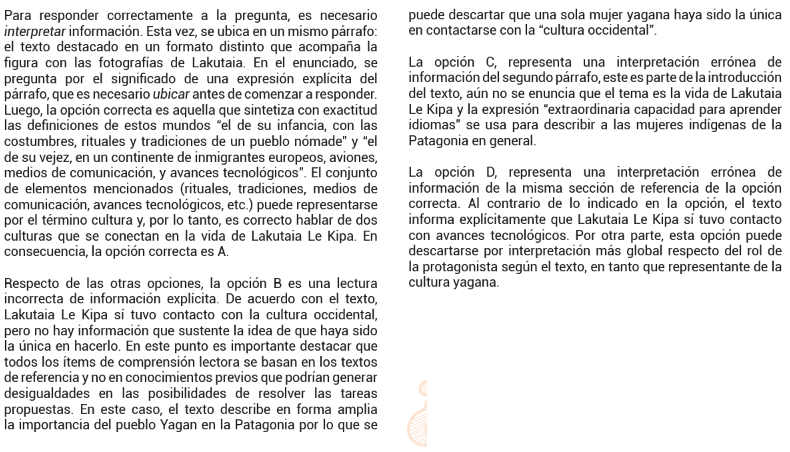 Para responder correctamente a la pregunta, es necesario
interpretar información. Esta vez, se ubica en un mismo párrafo:
el texto destacado en un formato distinto que acompaña la
figura con las fotografías de Lakutaia. En el enunciado, se
pregunta por el significado de una expresión explícita del
párrafo, que es necesario ubicar antes de comenzar a responder.
Luego, la opción correcta es aquella que sintetiza con exactitud
las definiciones de estos mundos “el de su infancia, con las
costumbres, rituales y tradiciones de un pueblo nómade” y “el
de su vejez, en un continente de inmigrantes europeos, aviones,
medios de comunicación, y avances tecnológicos”. El conjunto
de elementos mencionados (rituales, tradiciones, medios de
comunicación, avances tecnológicos, etc.) puede representarse
por el término cultura y, por lo tanto, es correcto hablar de dos
culturas que se conectan en la vida de Lakutaia Le Kipa. En
consecuencia, la opción correcta es A.
Respecto de las otras opciones, la opción B es una lectura
incorrecta de información explícita. De acuerdo con el texto,
Lakutaia Le Kipa sí tuvo contacto con la cultura occidental,
pero no hay información que sustente la idea de que haya sido
la única en hacerlo. En este punto es importante destacar que
todos los ítems de comprensión lectora se basan en los textos
de referencia y no en conocimientos previos que podrían generar
desigualdades en las posibilidades de resolver las tareas
propuestas. En este caso, el texto describe en forma amplia
la importancia del pueblo Yagan en la Patagonia por lo que se
puede descartar que una sola mujer yagana haya sido la única
en contactarse con la “cultura occidental”.
La opción C, representa una interpretación errónea de
información del segundo párrafo, este es parte de la introducción
del texto, aún no se enuncia que el tema es la vida de Lakutaia
Le Kipa y la expresión “extraordinaria capacidad para aprender
idiomas” se usa para describir a las mujeres indígenas de la
Patagonia en general.
La opción D, representa una interpretación errónea de
información de la misma sección de referencia de la opción
correcta. Al contrario de lo indicado en la opción, el texto
informa explícitamente que Lakutaia Le Kipa sí tuvo contacto
con avances tecnológicos. Por otra parte, esta opción puede
descartarse por interpretación más global respecto del rol de
la protagonista según el texto, en tanto que representante de la
cultura yagana.